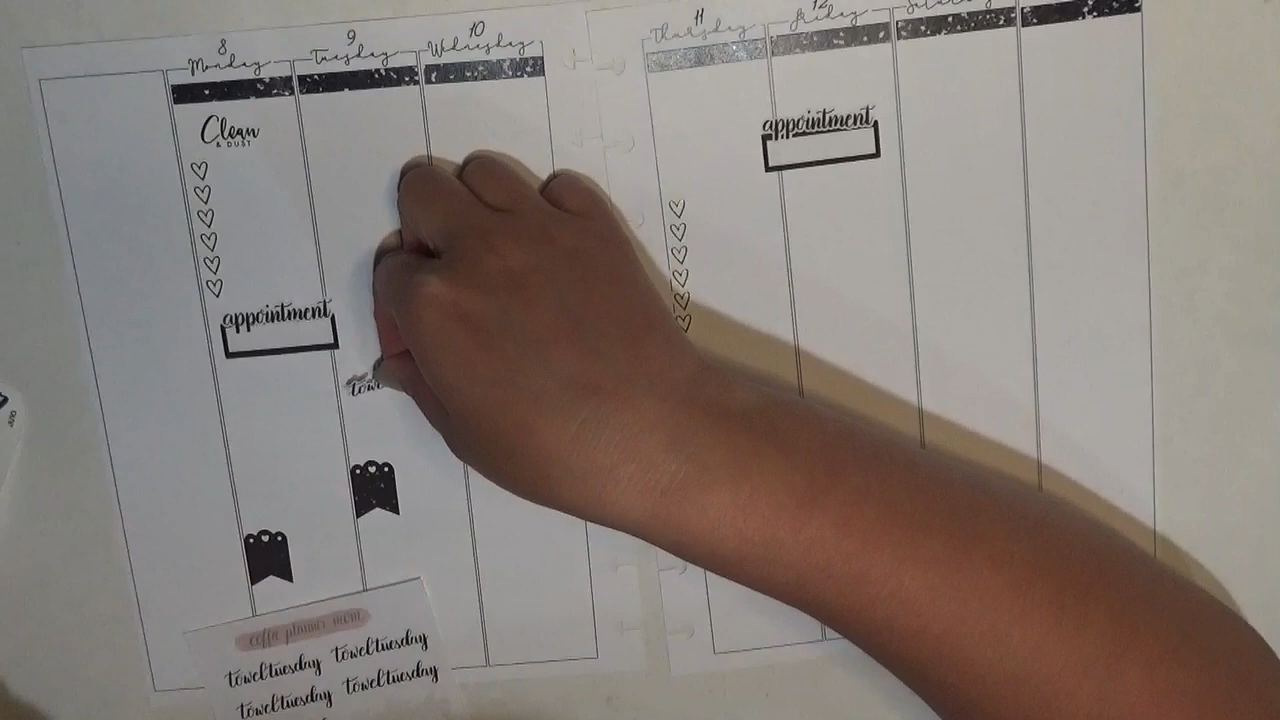 8
Monday
9
Tuesday
10
Wednesday
11
Thursday
12
friday
Clean
& DUST
appointment
appointment
coffee planner mom
toweltuesday toweltuesday
toweltuesday toweltuesday